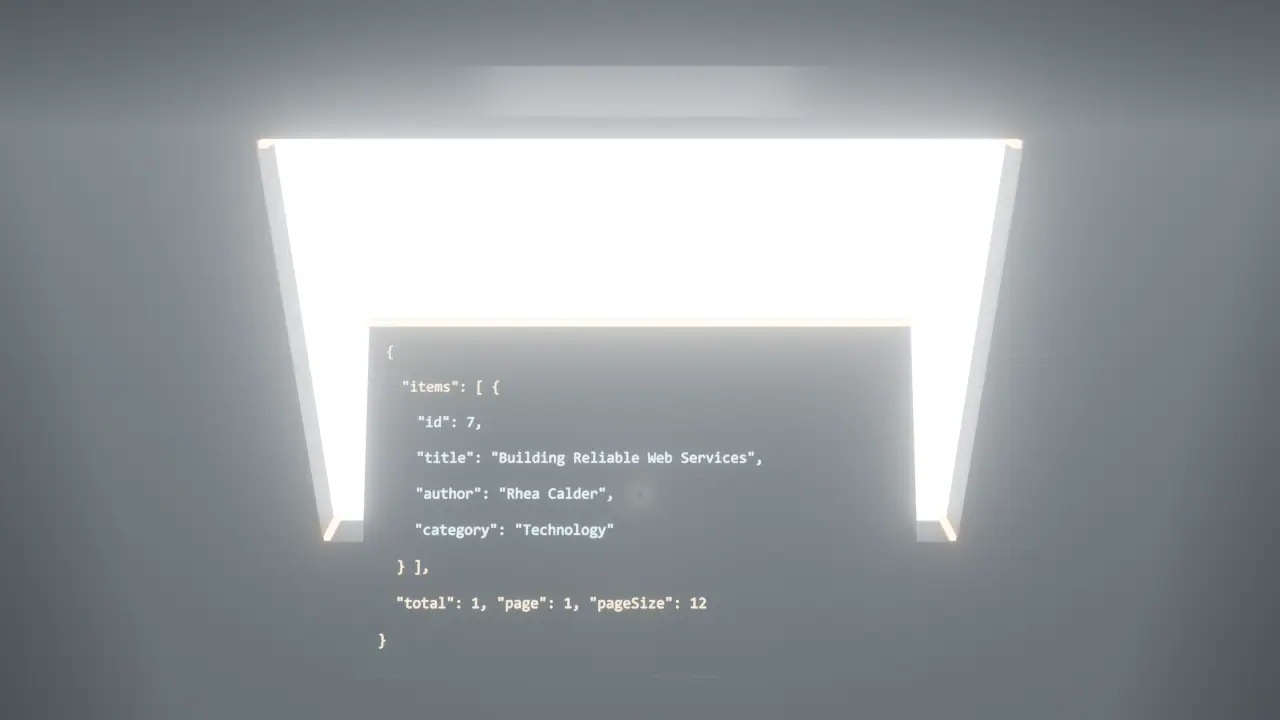 {
"items": [ {
"id": 7,
"title": "Building Reliable Web Services",
"author": "Rhea Calder",
"category": "Technology"
} ],
"total": 1, "page": 1, "pageSize": 12
}